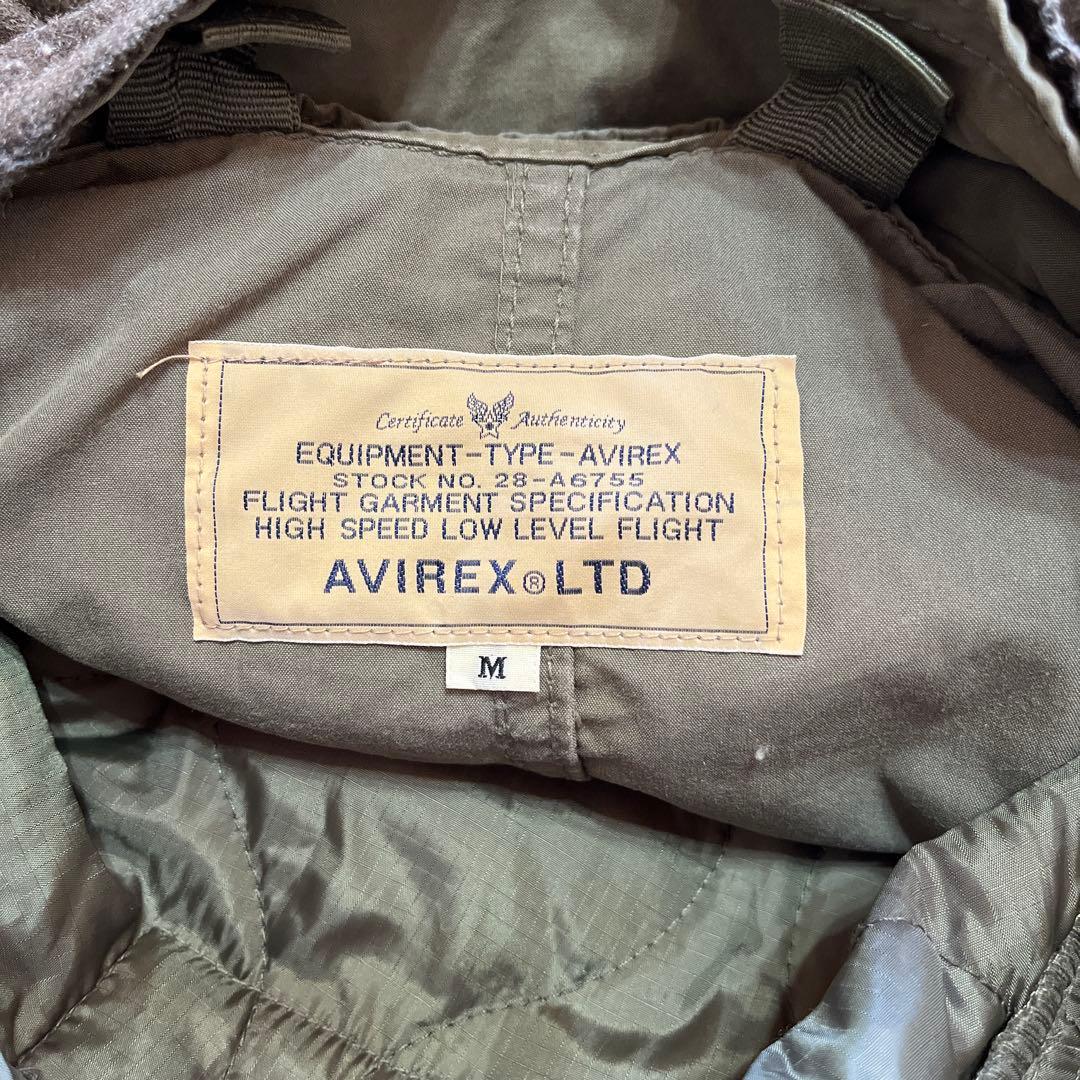 Certificate Authenticity
EQUIPMENT-TYPE-AVIREX
STOCK NO. 28-A6755
FLIGHT GARMENT SPECIFICATION
HIGH SPEED LOW LEVEL FLIGHT
AVIREX®LTD
M